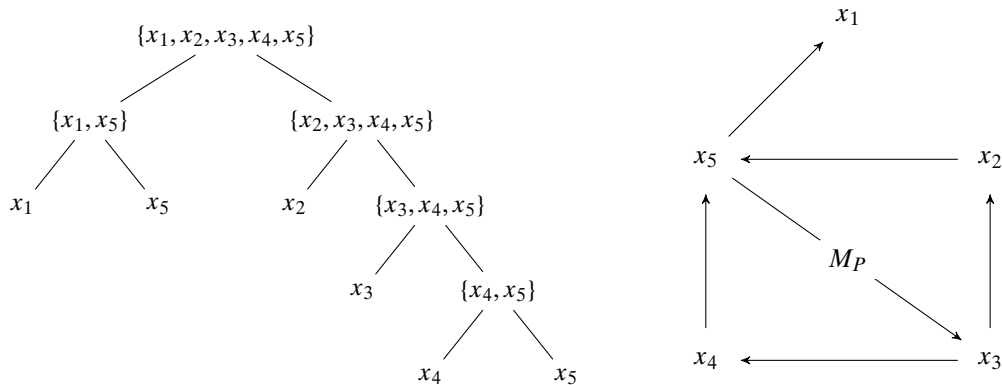 {x₁, x₂, x₃, x₄, x₅}
{x₁, x₅}
{x₂, x₃, x₄, x₅}
x₁
x₅
x₂
{x₃, x₄, x₅}
x₃
{x₄, x₅}
x₄
x₅
x₁
x₅
x₂
M_P
x₄
x₃